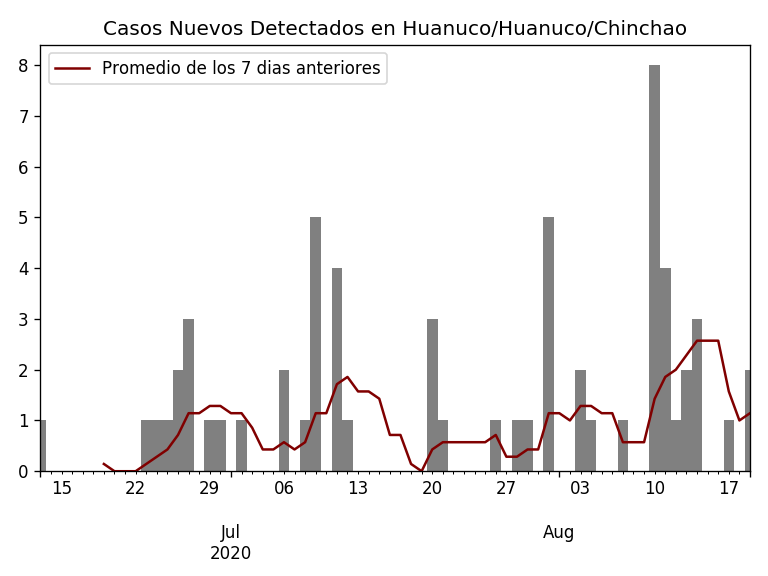 Casos Nuevos Detectados en Huanuco/Huanuco/Chinchao
Promedio de los 7 dias anteriores
8
7
6
5
4
3
2
1
0
15 22 29 06 13 20 27 03 10 17
Jul Aug
2020